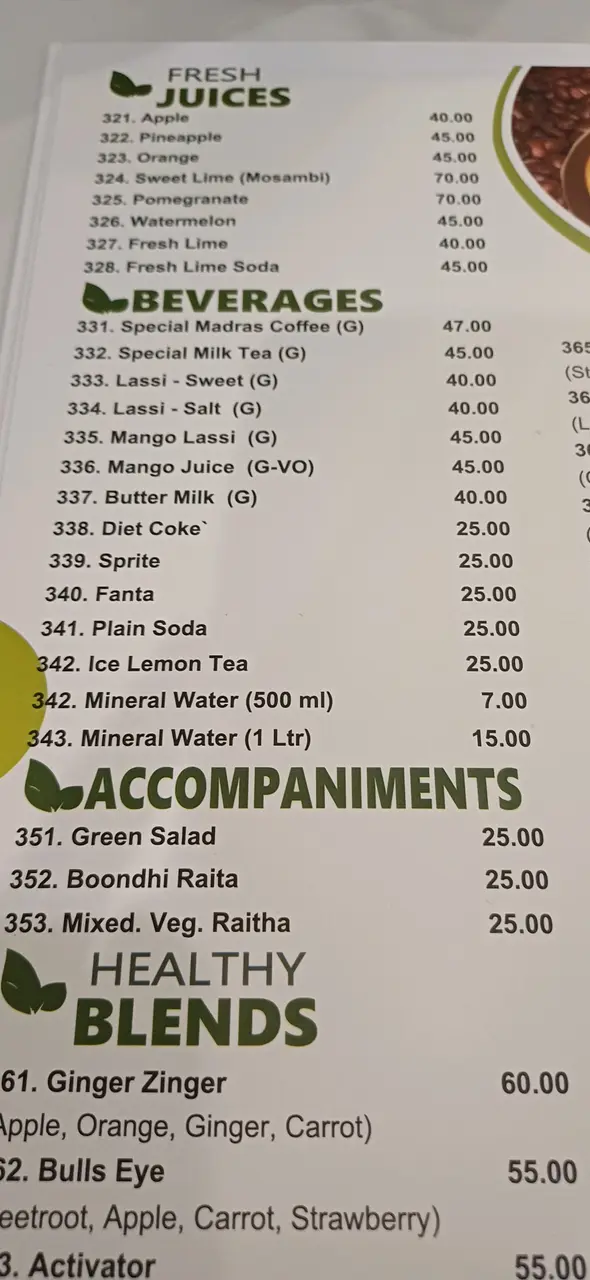 FRESH
JUICES
321. Apple 40.00
322. Pineapple 45.00
323. Orange 45.00
324. Sweet Lime (Mosambi) 70.00
325. Pomegranate 70.00
326. Watermelon 45.00
327. Fresh Lime 40.00
328. Fresh Lime Soda 45.00
BEVERAGES
331. Special Madras Coffee (G) 47.00
332. Special Milk Tea (G) 45.00
333. Lassi - Sweet (G) 40.00
334. Lassi - Salt (G) 40.00
335. Mango Lassi (G) 45.00
336. Mango Juice (G-VO) 45.00
337. Butter Milk (G) 40.00
338. Diet Coke` 25.00
339. Sprite 25.00
340. Fanta 25.00
341. Plain Soda 25.00
342. Ice Lemon Tea 25.00
342. Mineral Water (500 ml) 7.00
343. Mineral Water (1 Ltr) 15.00
ACCOMPANIMENTS
351. Green Salad 25.00
352. Boondhi Raita 25.00
353. Mixed. Veg. Raitha 25.00
HEALTHY
BLENDS
61. Ginger Zinger 60.00
Apple, Orange, Ginger, Carrot)
62. Bulls Eye 55.00
eetroot, Apple, Carrot, Strawberry)
3. Activator 55.00
365
(St
36
(L